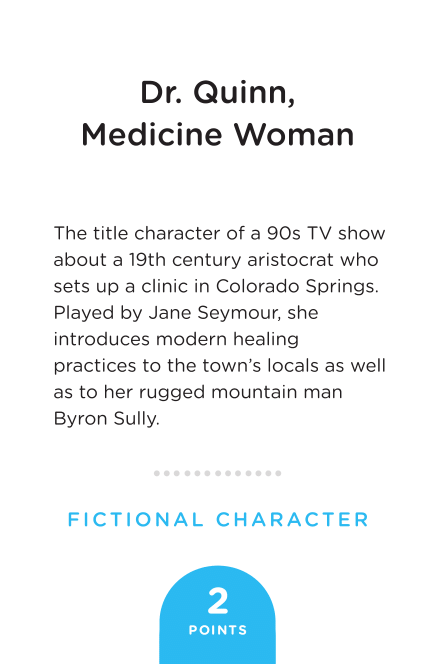 Dr. Quinn,
Medicine Woman
The title character of a 90s TV show
about a 19th century aristocrat who
sets up a clinic in Colorado Springs.
Played by Jane Seymour, she
introduces modern healing
practices to the town’s locals as well
as to her rugged mountain man
Byron Sully.
FICTIONAL CHARACTER
2
POINTS